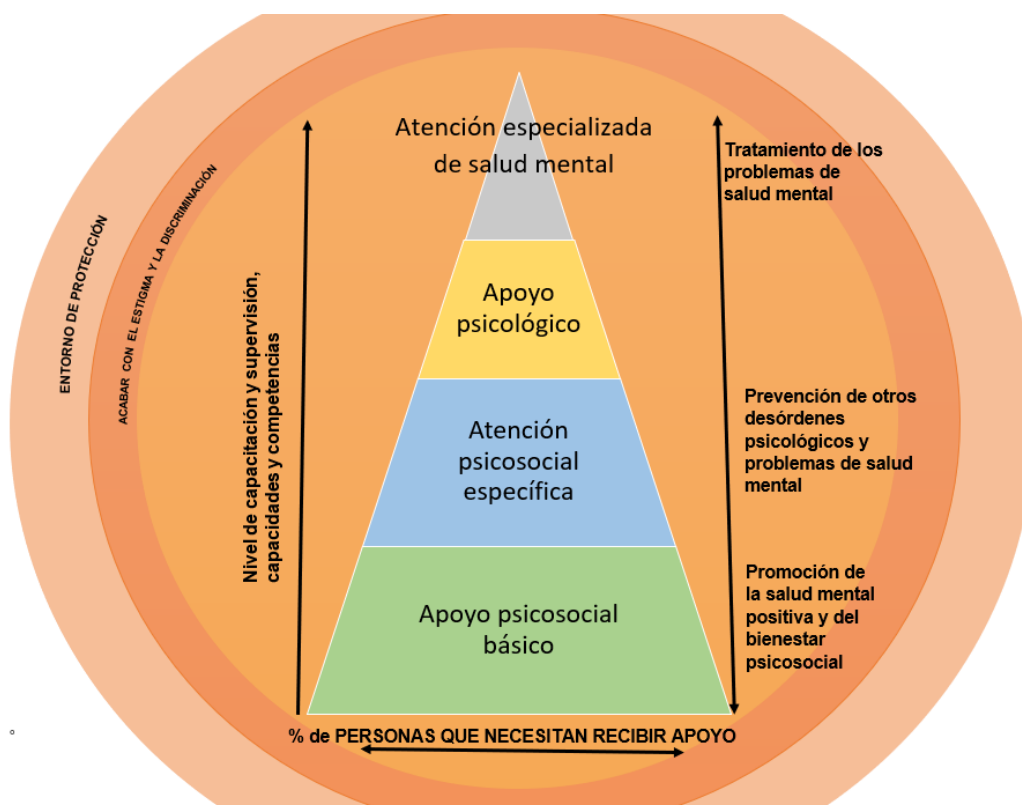 Atención especializada
de salud mental
Apoyo
psicológico
Atención
psicosocial
específica
Apoyo psicosocial
básico
ENTORNO DE PROTECCIÓN
ACABAR CON EL ESTIGMA Y LA DISCRIMINACIÓN
Nivel de capacitación y supervisión,
capacidades y competencias
Tratamiento de los
problemas de
salud mental
Prevención de otros
desórdenes
psicológicos y
problemas de salud
mental
Promoción de
la salud mental
positiva y del
bienestar
psicosocial
% de PERSONAS QUE NECESITAN RECIBIR APOYO